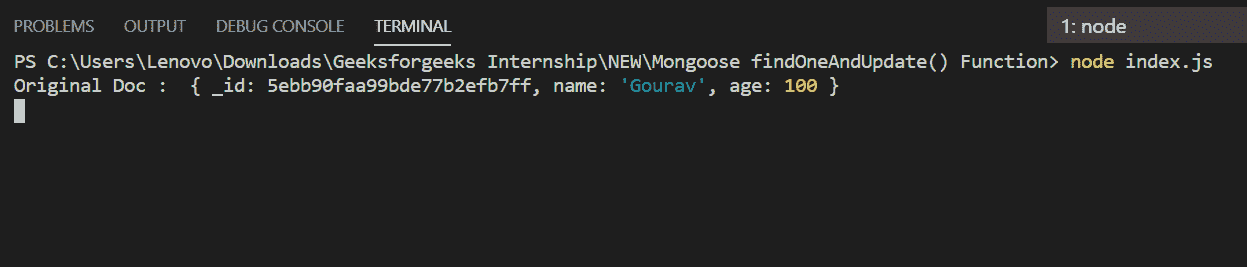 PROBLEMS OUTPUT DEBUG CONSOLE TERMINAL 1: node
PS C:\Users\Lenovo\Downloads\Geeksforgeeks Internship\NEW\Mongoose findOneAndUpdate() Function> node index.js
Original Doc :  { _id: 5ebb90faa99bde77b2efb7ff, name: 'Gourav', age: 100 }